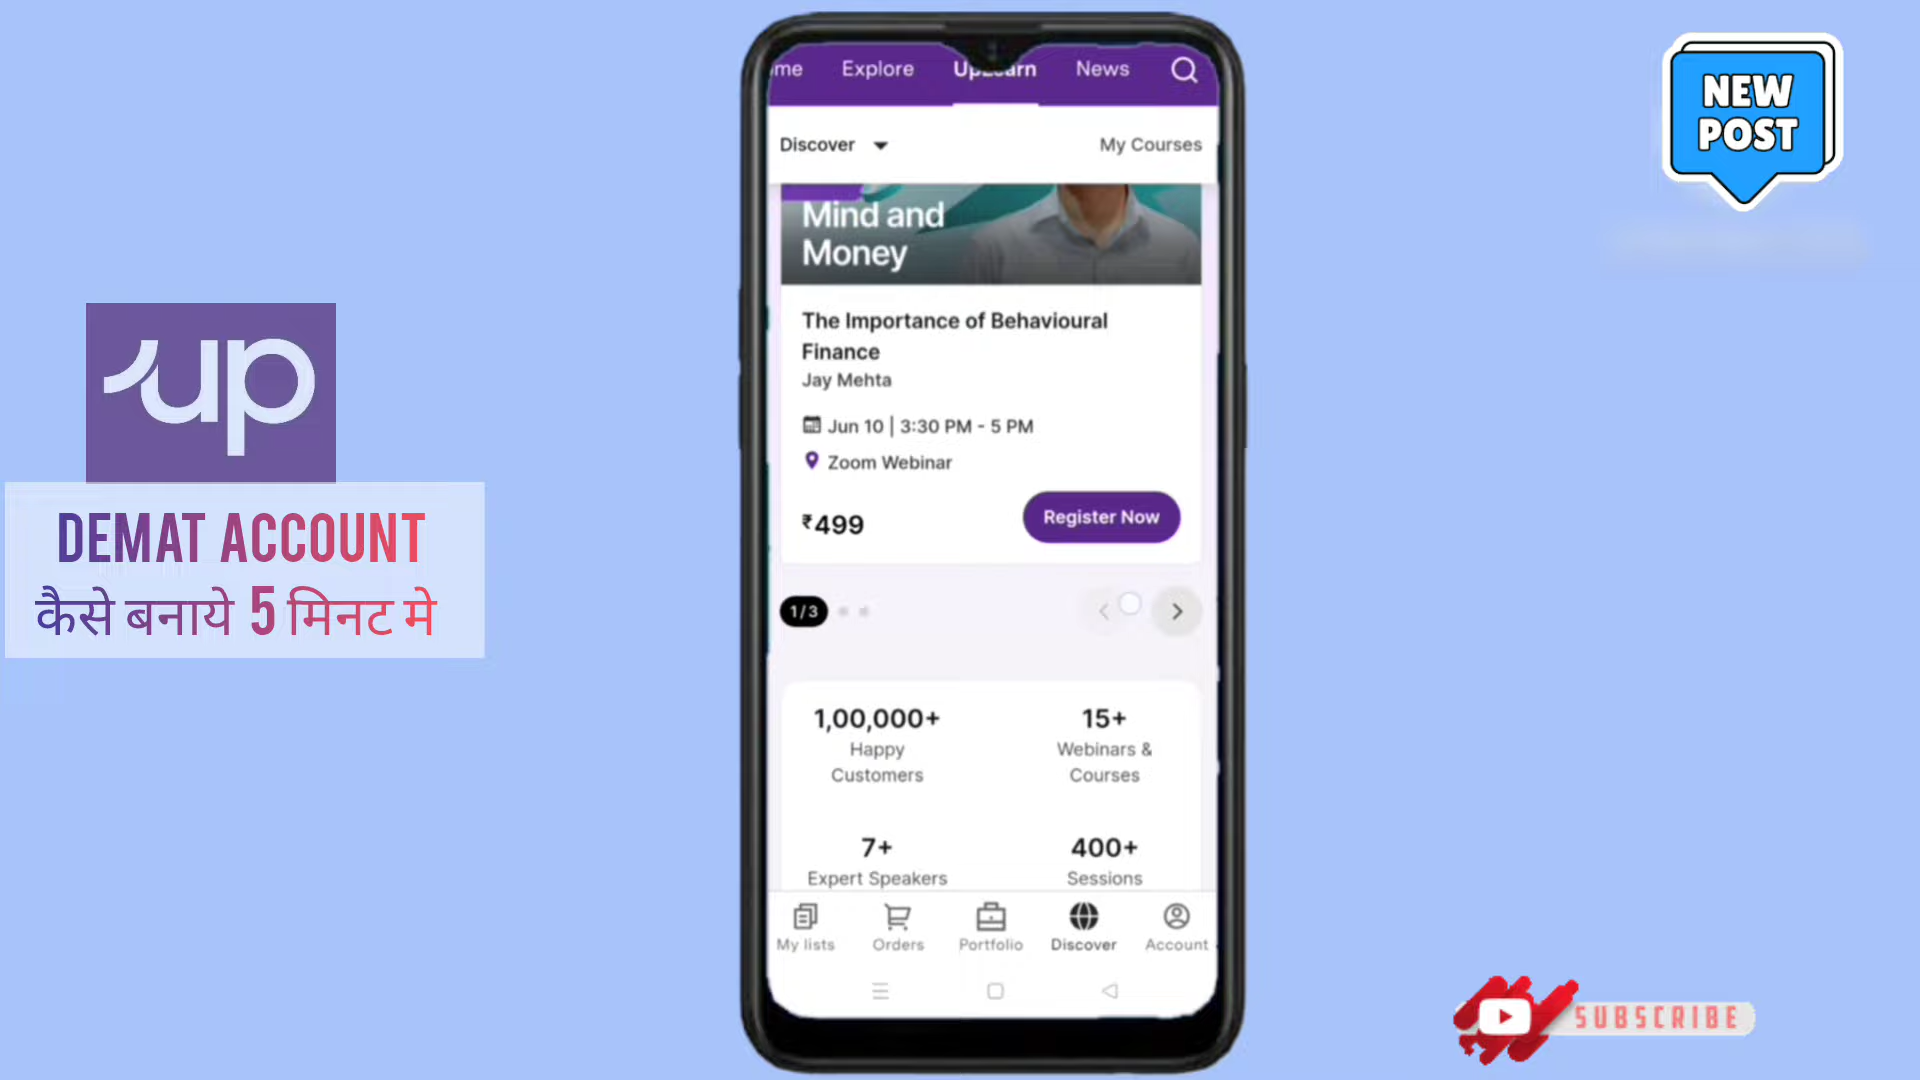 Explore
UpLearn
News
Discover
My Courses
Mind and
Money
The Importance of Behavioural
Finance
Jay Mehta
Jun 10 | 3:30 PM - 5 PM
Zoom Webinar
₹499
Register Now
1/3
1,00,000+
Happy
Customers
15+
Webinars &
Courses
7+
Expert Speakers
400+
Sessions
My lists
Orders
Portfolio
Discover
Account
up
DEMAT ACCOUNT
कैसे बनाये 5 मिनट मे
NEW
POST
SUBSCRIBE